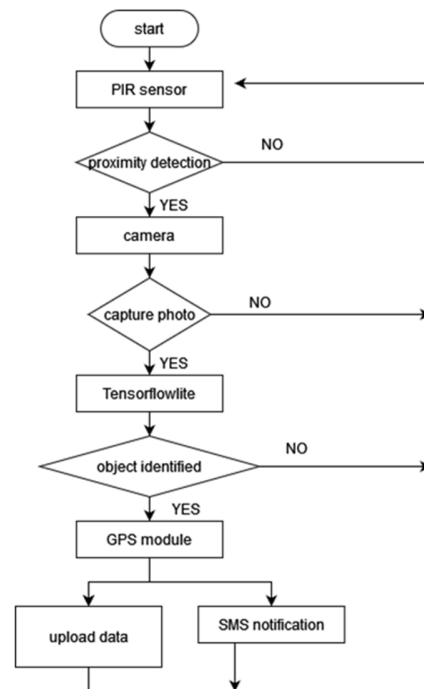 start
PIR sensor
proximity detection
NO
YES
camera
capture photo
NO
YES
Tensorflowlite
object identified
NO
YES
GPS module
upload data
SMS notification